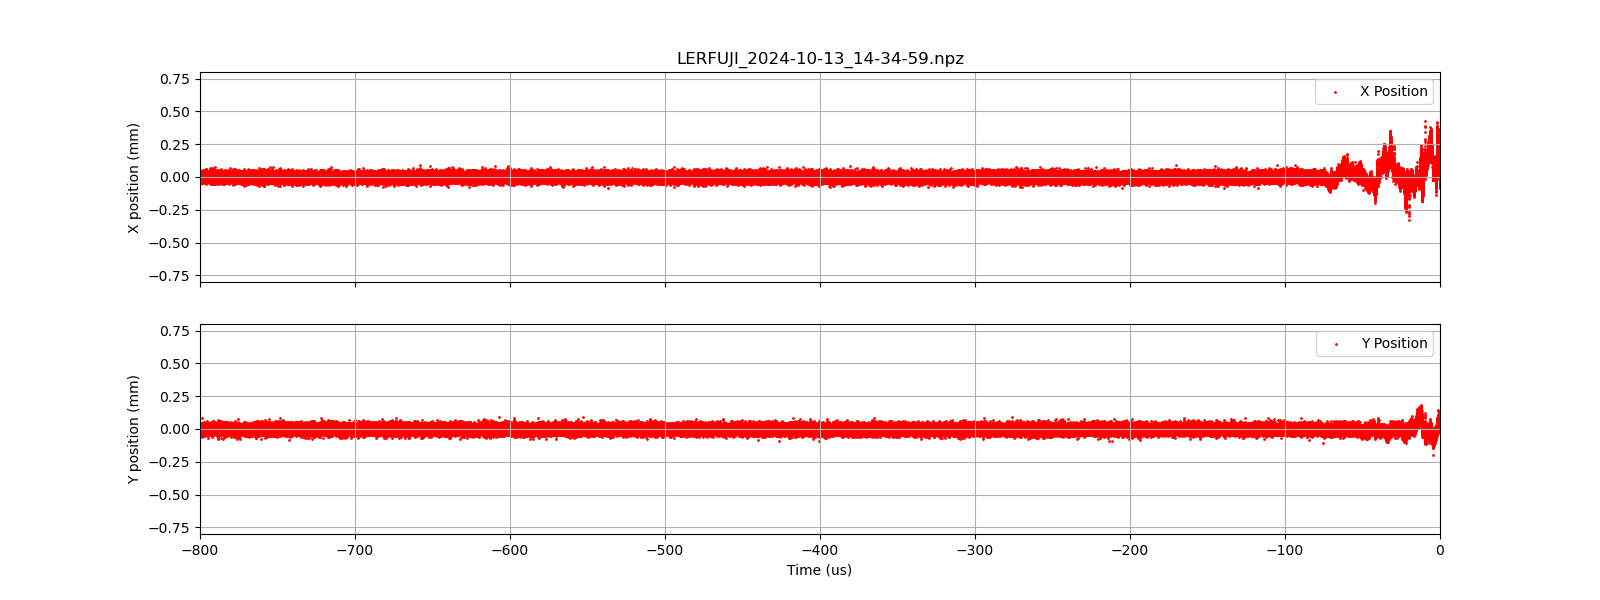 LERFUJI_2024-10-13_14-34-59.npz
X position (mm)
0.75
0.50
0.25
0.00
−0.25
−0.50
−0.75
X Position
Y position (mm)
0.75
0.50
0.25
0.00
−0.25
−0.50
−0.75
Y Position
−800 −700 −600 −500 −400 −300 −200 −100 0
Time (us)